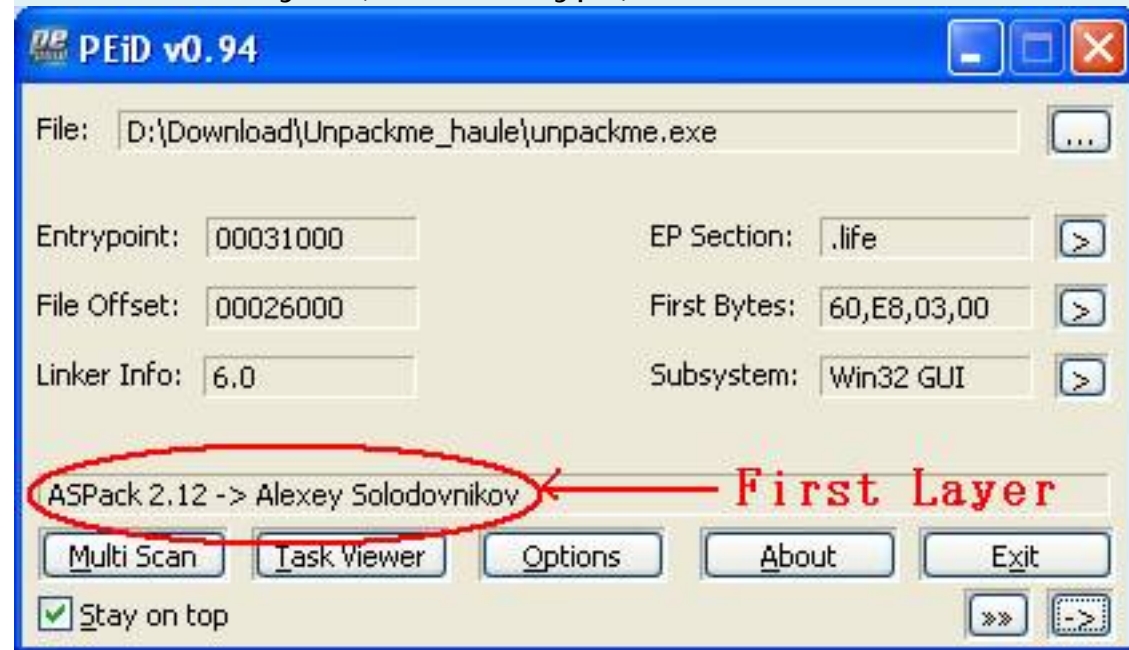 PEiD v0.94
File: D:\Download\Unpackme_haule\unpackme.exe ...
Entrypoint: 00031000 EP Section: .life >
File Offset: 00026000 First Bytes: 60,E8,03,00 >
Linker Info: 6.0 Subsystem: Win32 GUI >
ASPack 2.12 -> Alexey Solodovnikov First Layer
Multi Scan Task Viewer Options About Exit
Stay on top »» ->